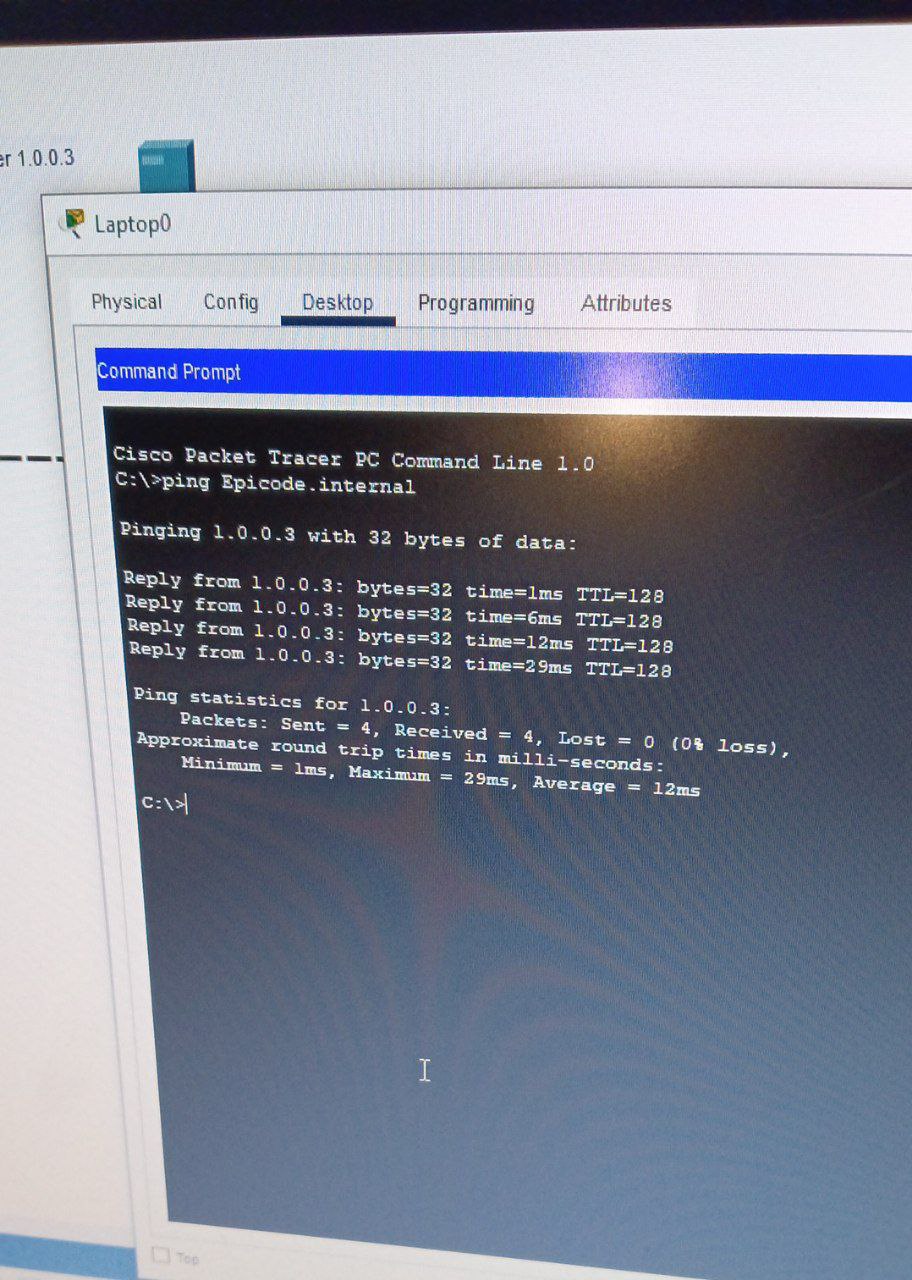 1.0.0.3
Laptop0
Physical Config Desktop Programming Attributes
Command Prompt
Cisco Packet Tracer PC Command Line 1.0
C:\>ping Epicode.internal
Pinging 1.0.0.3 with 32 bytes of data:
Reply from 1.0.0.3: bytes=32 time=1ms TTL=128
Reply from 1.0.0.3: bytes=32 time=6ms TTL=128
Reply from 1.0.0.3: bytes=32 time=12ms TTL=128
Reply from 1.0.0.3: bytes=32 time=29ms TTL=128
Ping statistics for 1.0.0.3:
Packets: Sent = 4, Received = 4, Lost = 0 (0% loss),
Approximate round trip times in milli-seconds:
Minimum = 1ms, Maximum = 29ms, Average = 12ms
C:\>
Top